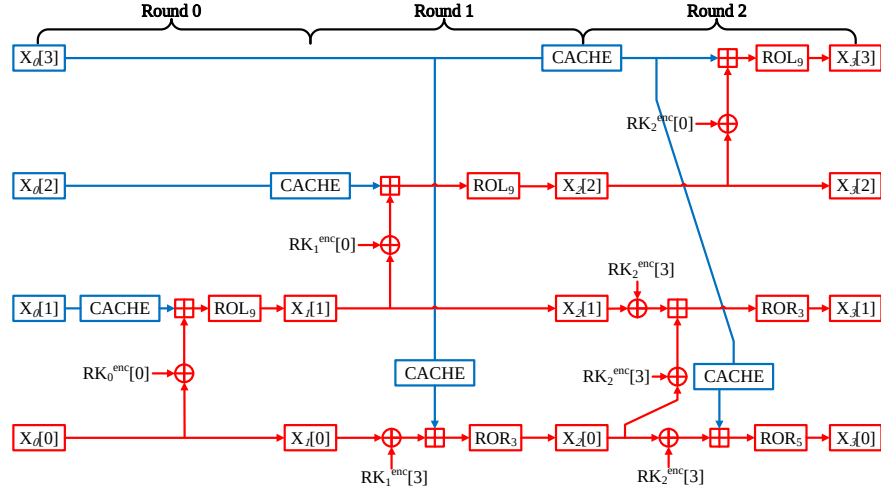 Round 0 Round 1 Round 2
X₀[3] CACHE ROL₉ X₃[3]
RK₂ᵉⁿᶜ[0]
X₀[2] CACHE ROL₉ X₂[2] X₃[2]
RK₁ᵉⁿᶜ[0]
RK₂ᵉⁿᶜ[3]
X₀[1] CACHE ROL₉ X₁[1] X₂[1] ROR₃ X₃[1]
RK₀ᵉⁿᶜ[0] CACHE RK₂ᵉⁿᶜ[3] CACHE
X₀[0] X₁[0] ROR₃ X₂[0] ROR₅ X₃[0]
RK₁ᵉⁿᶜ[3] RK₂ᵉⁿᶜ[3]